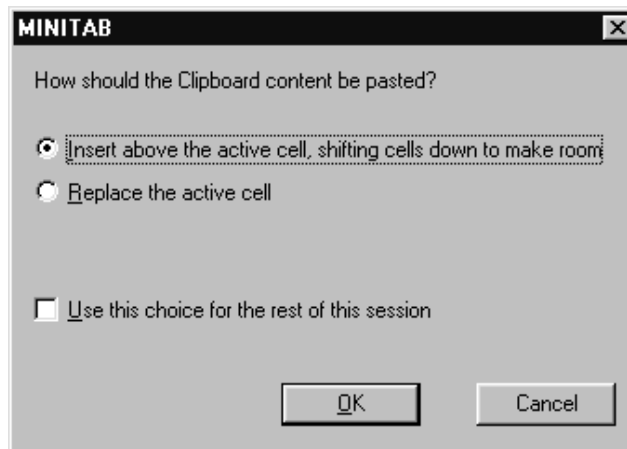 MINITAB
How should the Clipboard content be pasted?
Insert above the active cell, shifting cells down to make room
Replace the active cell
Use this choice for the rest of this session
OK Cancel